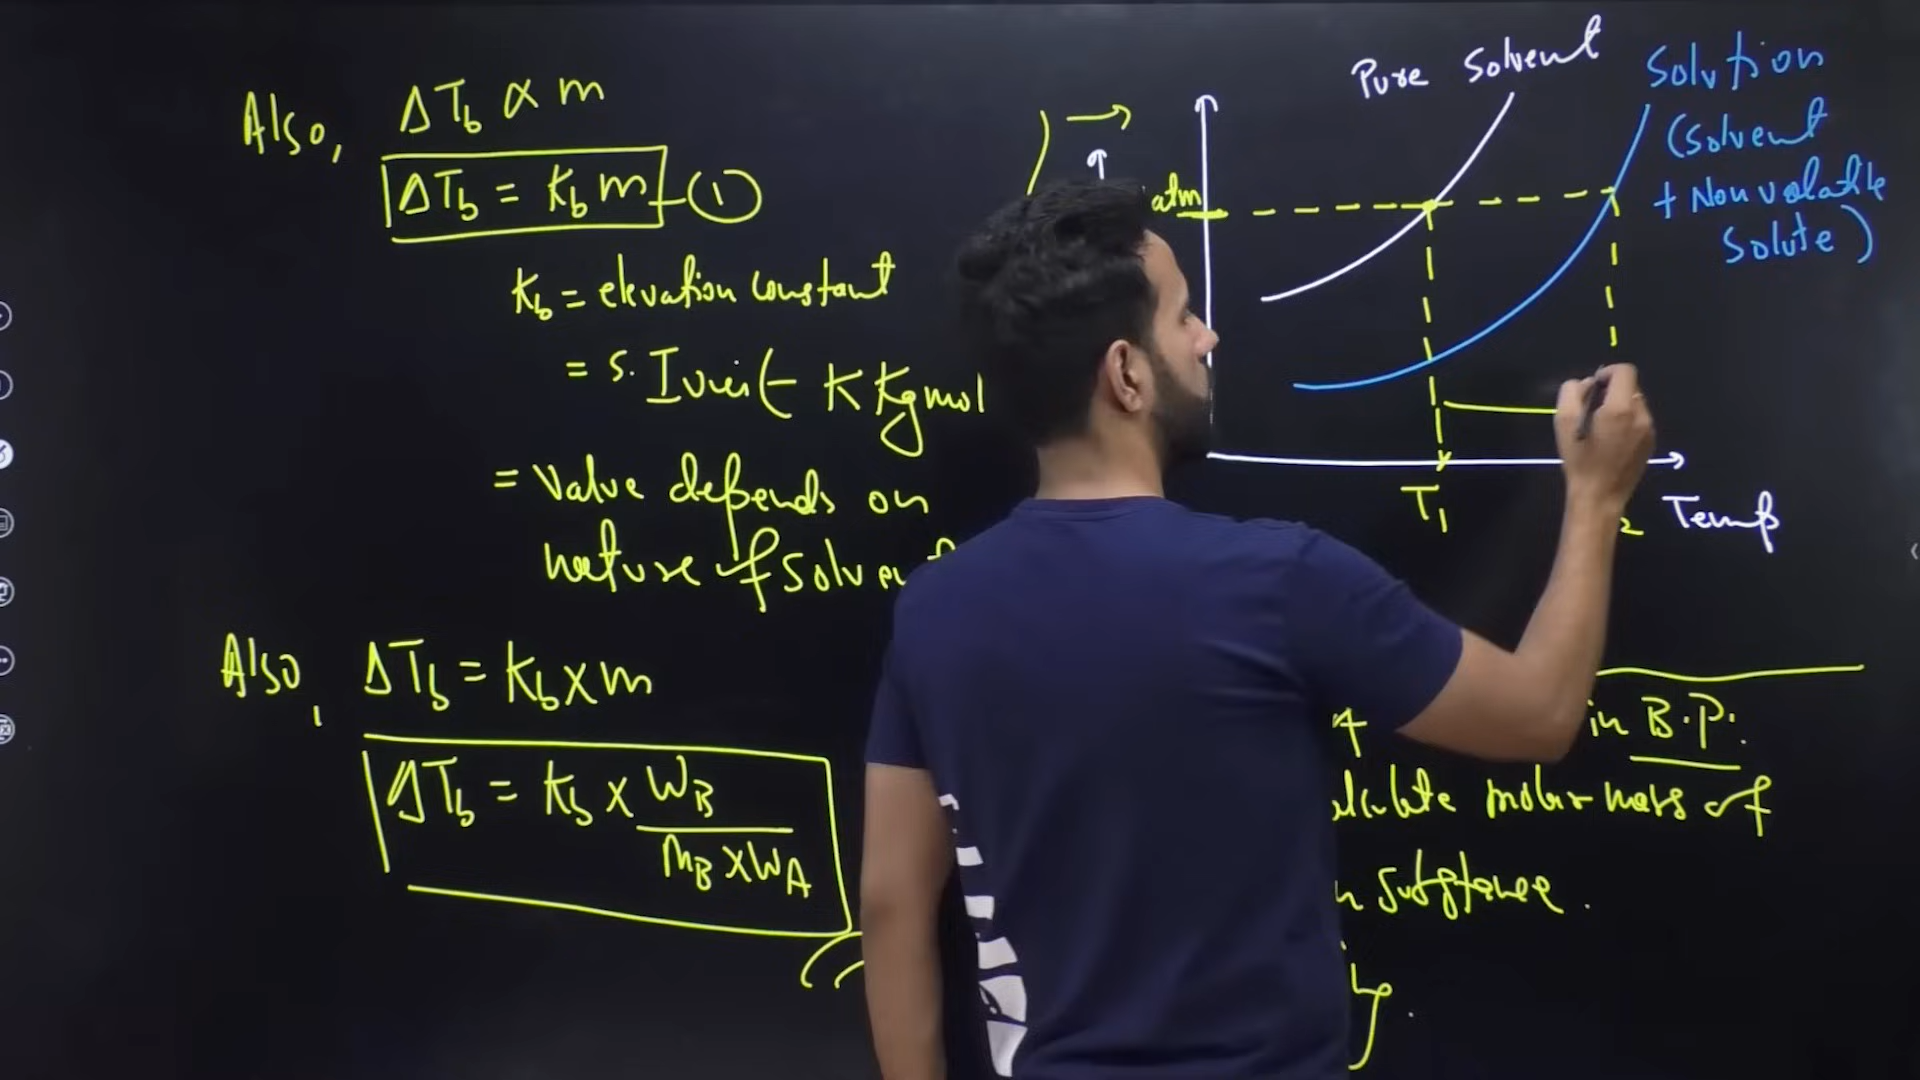 Also, ΔTb ∝ m
ΔTb = Kb m - ①
Kb = elevation constant
= S.I unit - K Kg mol
= Value depends on
nature of solven
Also, ΔTb = Kb x m
ΔTb = Kb x WB
MB x WA
Pure Solvent
Solution
(Solvent
+ Non volatile
Solute)
atm
T1
2
Temp
in B.P.
molar mass of
substance.